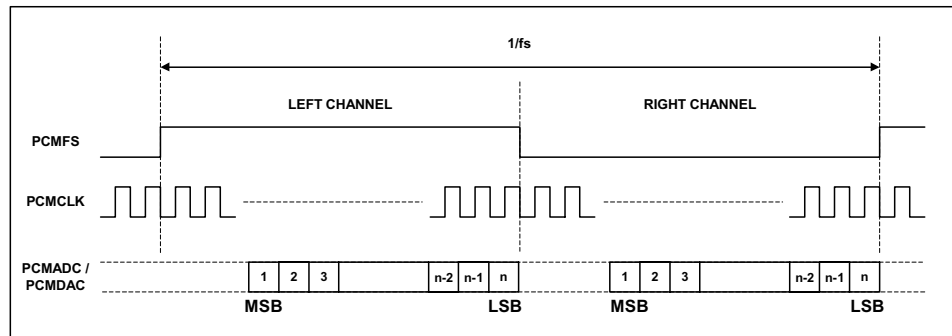 1/fs
LEFT CHANNEL RIGHT CHANNEL
PCMFS
PCMCLK
PCMADC /
PCMDAC
1 2 3 n-2 n-1 n 1 2 3 n-2 n-1 n
MSB LSB MSB LSB